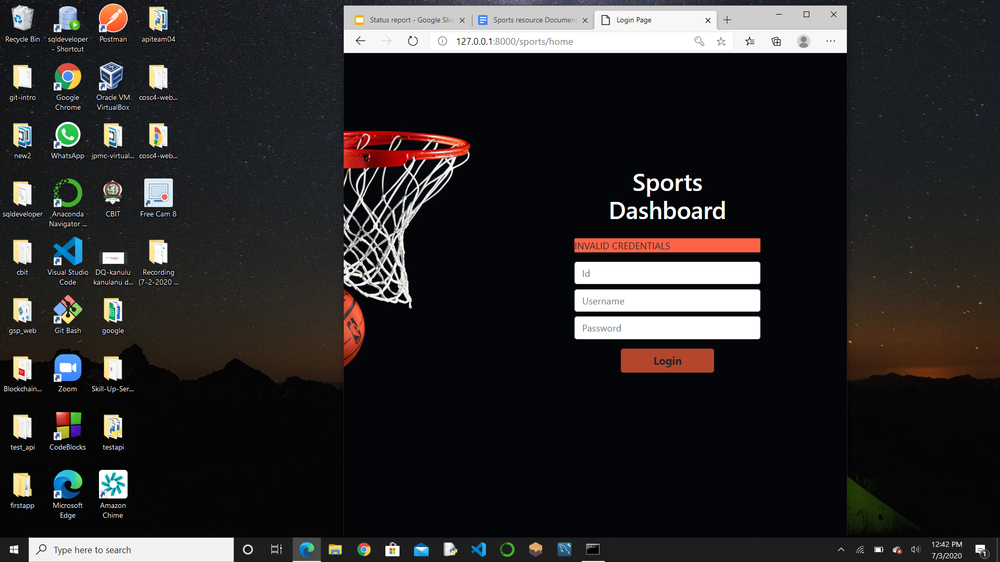 Recycle Bin
sqldeveloper
- Shortcut
Postman
apiteam04
git-intro
Google
Chrome
Oracle VM
VirtualBox
cosc4-web...
new2
WhatsApp
jpmc-virtual...
cosc4-web...
sqldeveloper
Anaconda
Navigator ...
CBIT
Free Cam 8
cbit
Visual Studio
Code
DQ-kanulu
kanulanu d...
Recording
(7-2-2020 ...
gsp_web
Git Bash
google
Blockchain...
Zoom
Skill-Up-Ser...
test_api
CodeBlocks
testapi
firstapp
Microsoft
Edge
Amazon
Chime
Status report - Google Slid
Sports resource Document
Login Page
127.0.0.1:8000/sports/home
Sports
Dashboard
INVALID CREDENTIALS
Id
Username
Password
Login
Type here to search
12:42 PM
7/3/2020
1